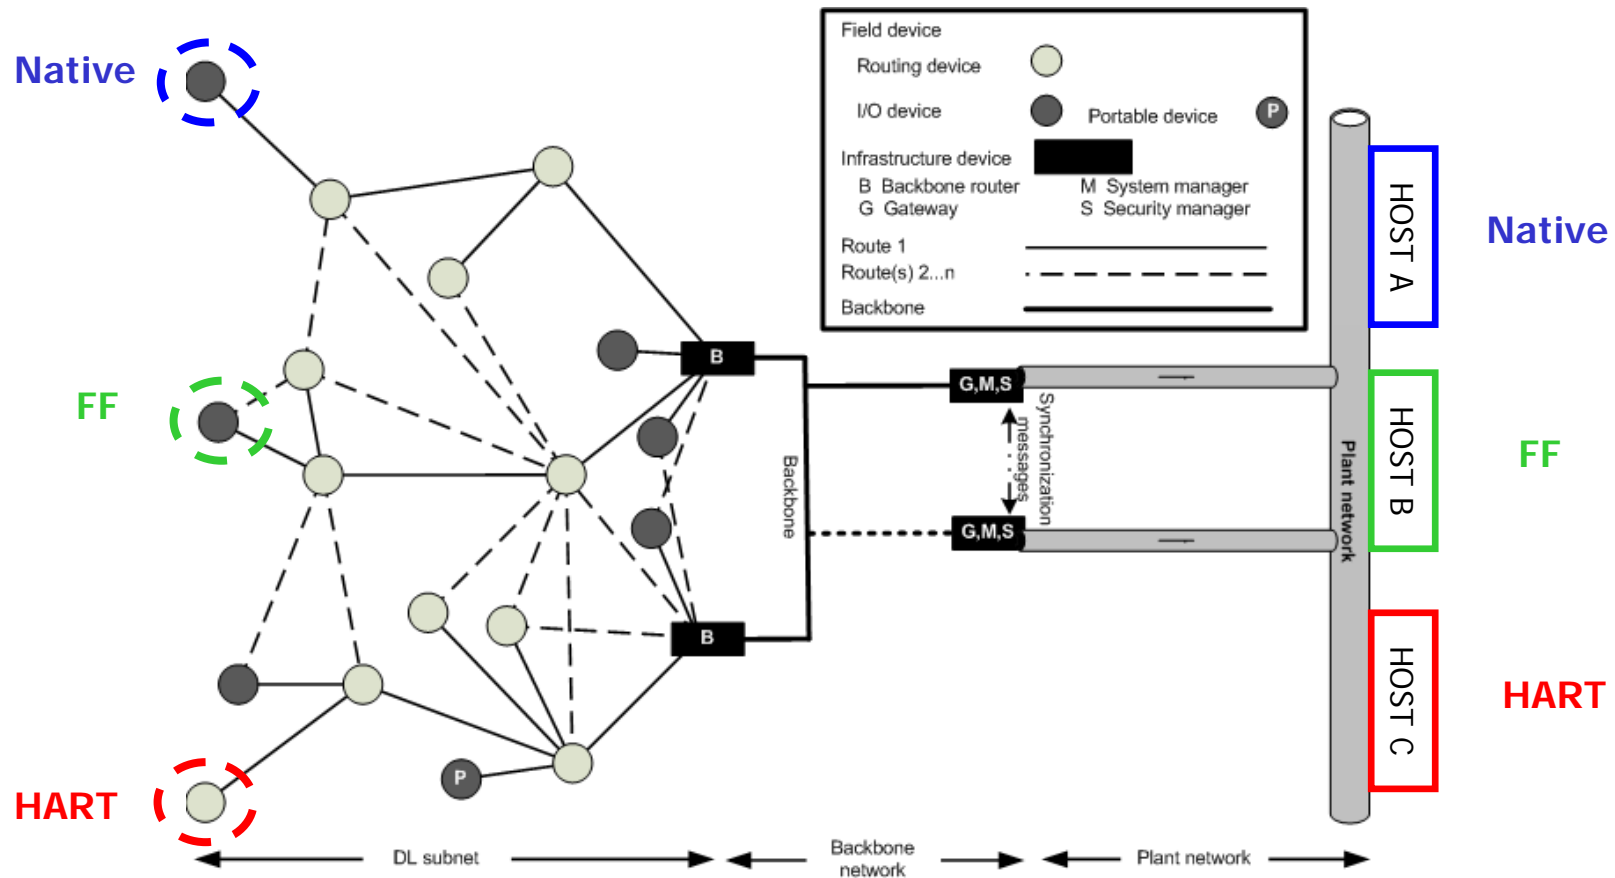 Native
FF
HART
P
B
B
Field device
Routing device
I/O device
Portable device
P
Infrastructure device
B Backbone router
M System manager
G Gateway
S Security manager
Route 1
Route(s) 2...n
Backbone
Backbone
G,M,S
G,M,S
Synchronization
messages
Plant network
HOST A
HOST B
HOST C
Native
FF
HART
DL subnet
Backbone
network
Plant network